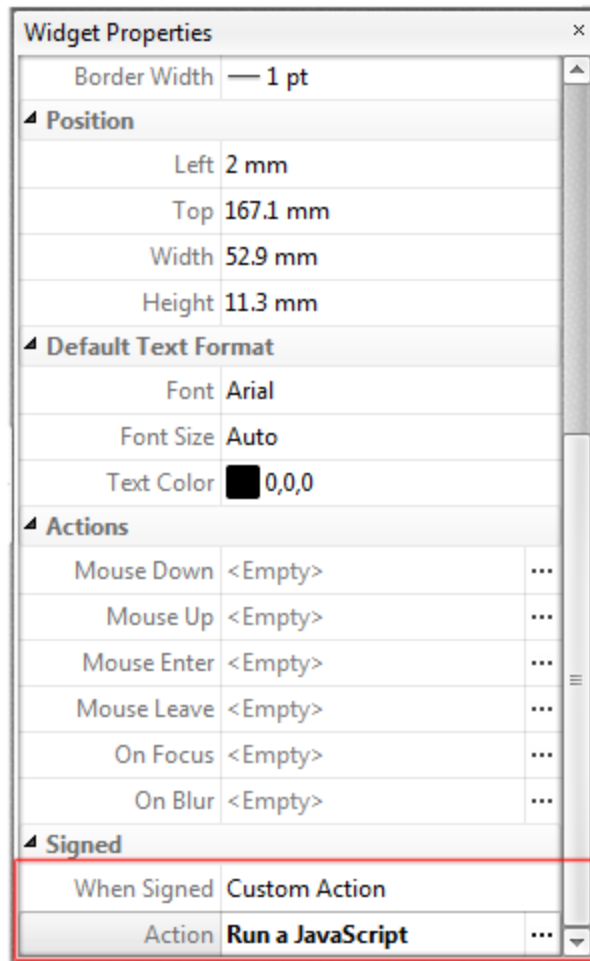 Widget Properties
Border Width 1 pt
Position
Left 2 mm
Top 167.1 mm
Width 52.9 mm
Height 11.3 mm
Default Text Format
Font Arial
Font Size Auto
Text Color 0,0,0
Actions
Mouse Down <Empty> ...
Mouse Up <Empty> ...
Mouse Enter <Empty> ...
Mouse Leave <Empty> ...
On Focus <Empty> ...
On Blur <Empty> ...
Signed
When Signed Custom Action
Action Run a JavaScript ...